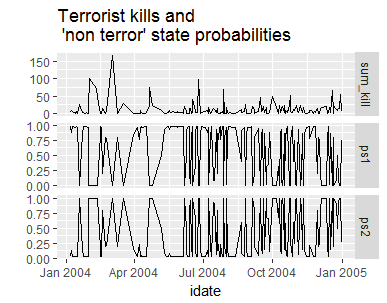 Terrorist kills and
'non terror' state probabilities
150
100
50
0
sum_kill
1.00
0.75
0.50
0.25
0.00
ps1
1.00
0.75
0.50
0.25
0.00
ps2
Jan 2004 Apr 2004 Jul 2004 Oct 2004 Jan 2005
idate